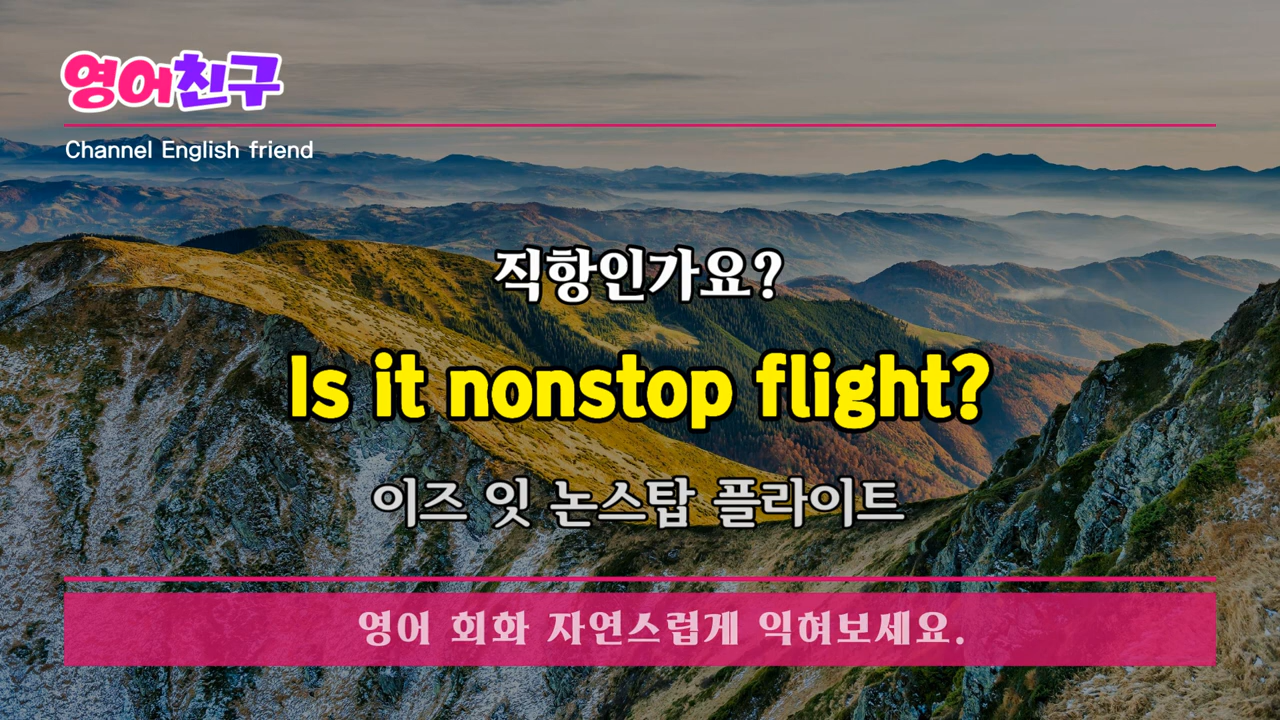 영어친구
Channel English friend
직항인가요?
Is it nonstop flight?
이즈 잇 논스탑 플라이트
영어 회화 자연스럽게 익혀보세요.